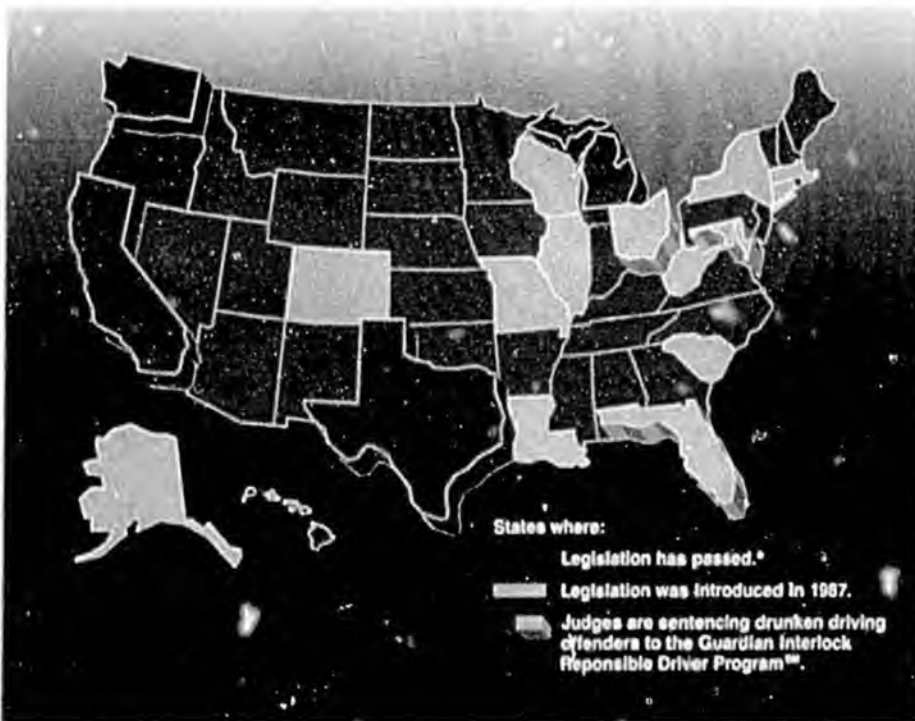 States where:
Legislation has passed.*
Legislation was introduced in 1987.
Judges are sentencing drunken driving
offenders to the Guardian Interlock
Reponsible Driver Program℠.